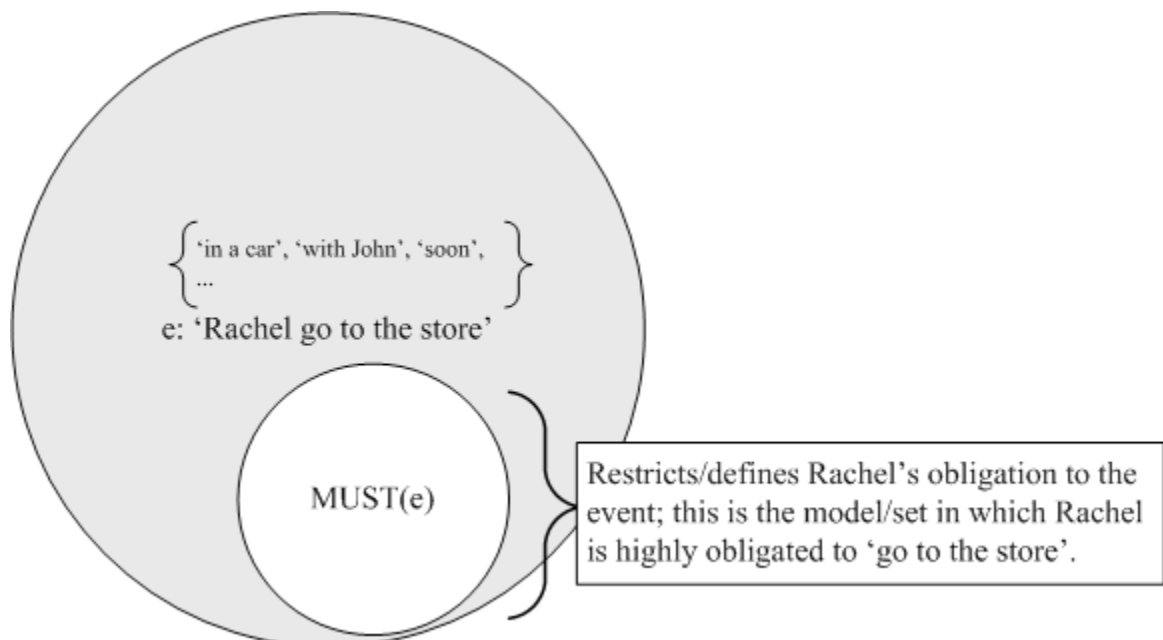 ‘in a car’, ‘with John’, ‘soon’,
...
e: ‘Rachel go to the store’
MUST(e)
Restricts/defines Rachel’s obligation to the
event; this is the model/set in which Rachel
is highly obligated to ‘go to the store’.